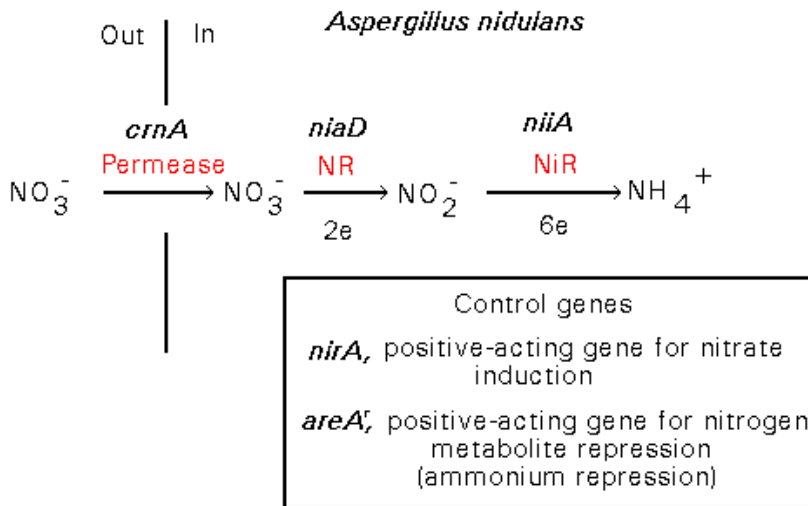 Aspergillus nidulans
Out In
crnA niaD niiA
Permease NR NiR
NO3- NO3- NO2- NH4+
2e 6e
Control genes
nirA, positive-acting gene for nitrate
induction
areAr, positive-acting gene for nitrogen
metabolite repression
(ammonium repression)